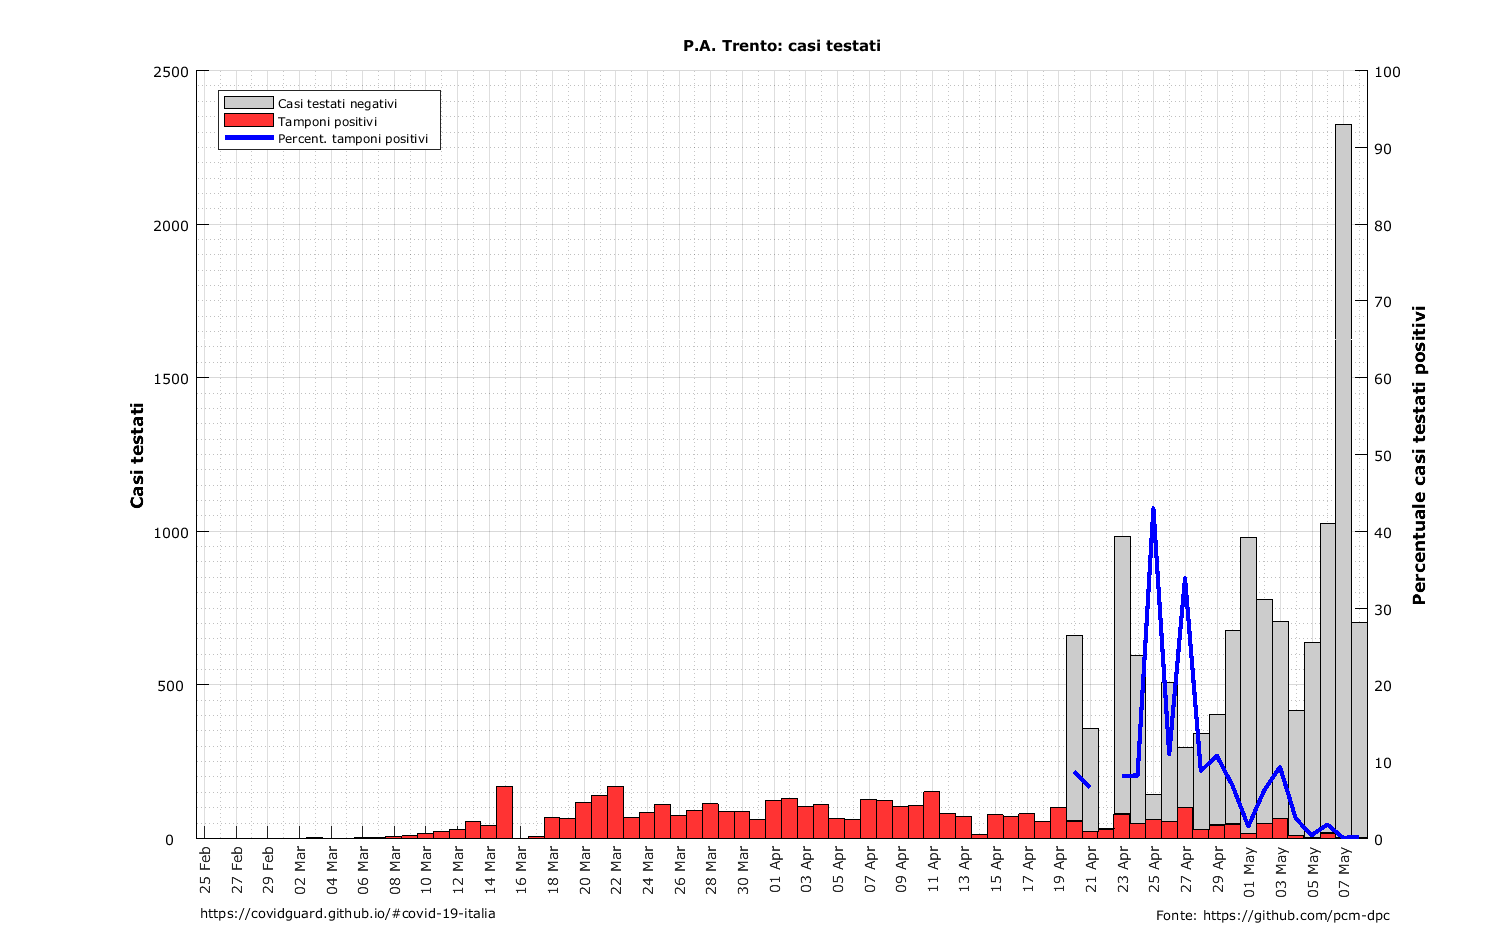 P.A. Trento: casi testati
Casi testati negativi
Tamponi positivi
Percent. tamponi positivi
Casi testati
2500
2000
1500
1000
500
0
100
90
80
70
60
50
40
30
20
10
0
Percentuale casi testati positivi
25 Feb
27 Feb
29 Feb
02 Mar
04 Mar
06 Mar
08 Mar
10 Mar
12 Mar
14 Mar
16 Mar
18 Mar
20 Mar
22 Mar
24 Mar
26 Mar
28 Mar
30 Mar
01 Apr
03 Apr
05 Apr
07 Apr
09 Apr
11 Apr
13 Apr
15 Apr
17 Apr
19 Apr
21 Apr
23 Apr
25 Apr
27 Apr
29 Apr
01 May
03 May
05 May
07 May
https://covidguard.github.io/#covid-19-italia
Fonte: https://github.com/pcm-dpc